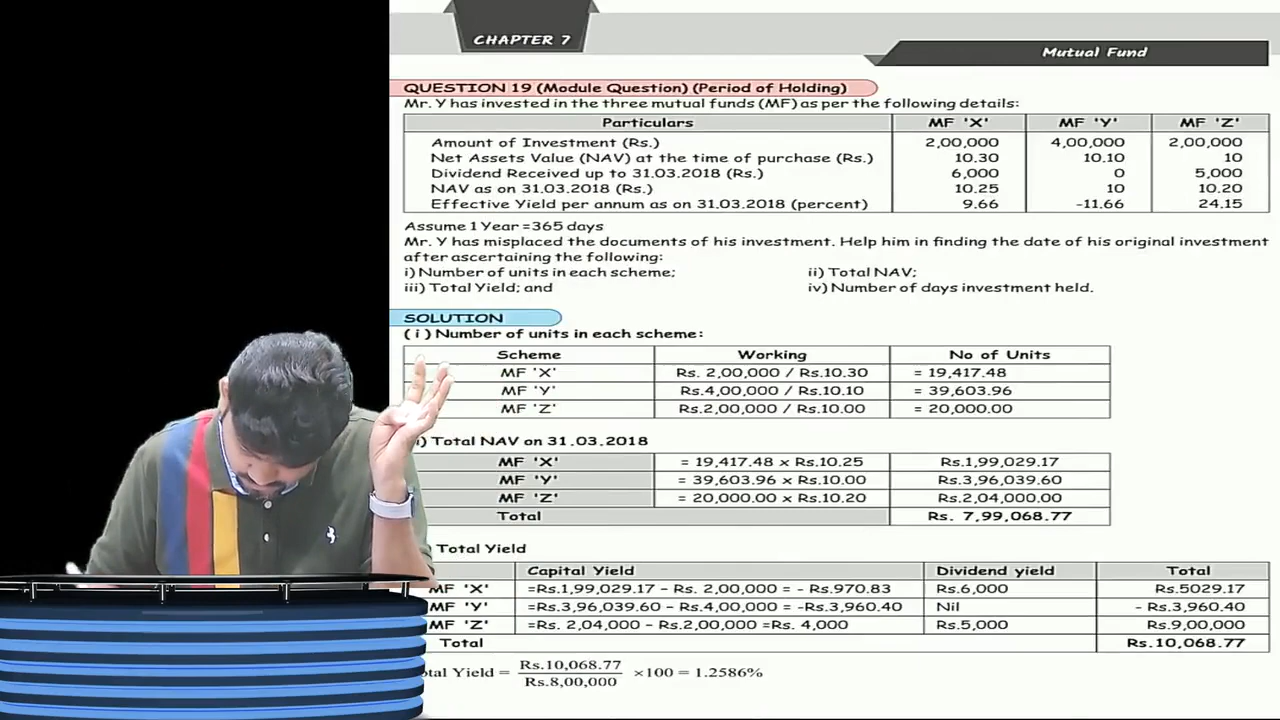 CHAPTER 7
Mutual Fund
QUESTION 19 (Module Question) (Period of Holding)
Mr. Y has invested in the three mutual funds (MF) as per the following details:
Particulars MF 'X' MF 'Y' MF 'Z'
Amount of Investment (Rs.) 2,00,000 4,00,000 2,00,000
Net Assets Value (NAV) at the time of purchase (Rs.) 10.30 10.10 10
Dividend Received up to 31.03.2018 (Rs.) 6,000 0 5,000
NAV as on 31.03.2018 (Rs.) 10.25 10 10.20
Effective Yield per annum as on 31.03.2018 (percent) 9.66 -11.66 24.15
Assume 1 Year =365 days
Mr. Y has misplaced the documents of his investment. Help him in finding the date of his original investment
after ascertaining the following:
i) Number of units in each scheme; ii) Total NAV;
iii) Total Yield; and iv) Number of days investment held.
SOLUTION
( i ) Number of units in each scheme:
Scheme Working No of Units
MF 'X' Rs. 2,00,000 / Rs.10.30 = 19,417.48
MF 'Y' Rs.4,00,000 / Rs.10.10 = 39,603.96
MF 'Z' Rs.2,00,000 / Rs.10.00 = 20,000.00
i) Total NAV on 31.03.2018
MF 'X' = 19,417.48 x Rs.10.25 Rs.1,99,029.17
MF 'Y' = 39,603.96 x Rs.10.00 Rs.3,96,039.60
MF 'Z' = 20,000.00 x Rs.10.20 Rs.2,04,000.00
Total Rs. 7,99,068.77
Total Yield
Capital Yield Dividend yield Total
MF 'X' =Rs.1,99,029.17 - Rs. 2,00,000 = - Rs.970.83 Rs.6,000 Rs.5029.17
MF 'Y' =Rs.3,96,039.60 - Rs.4,00,000 = -Rs.3,960.40 Nil - Rs.3,960.40
MF 'Z' =Rs. 2,04,000 - Rs.2,00,000 =Rs. 4,000 Rs.5,000 Rs.9,00,000
Total Rs.10,068.77
otal Yield = Rs.10,068.77 / Rs.8,00,000 ×100 = 1.2586%